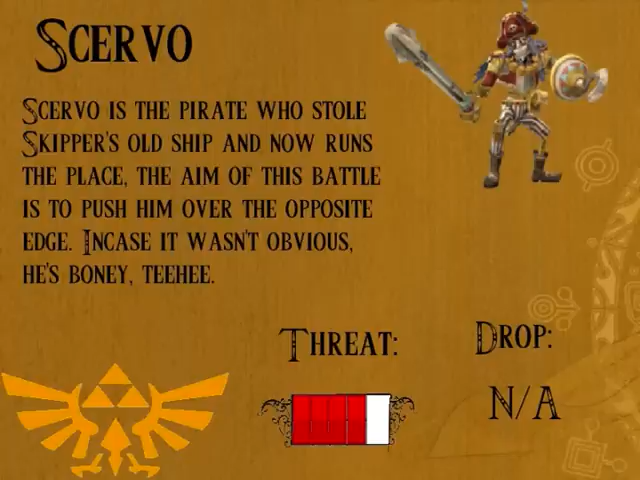 Scervo
Scervo is the pirate who stole
Skipper's old ship and now runs
the place, the aim of this battle
is to push him over the opposite
edge. Incase it wasn't obvious,
he's boney, teehee.
Threat:
Drop:
N/A